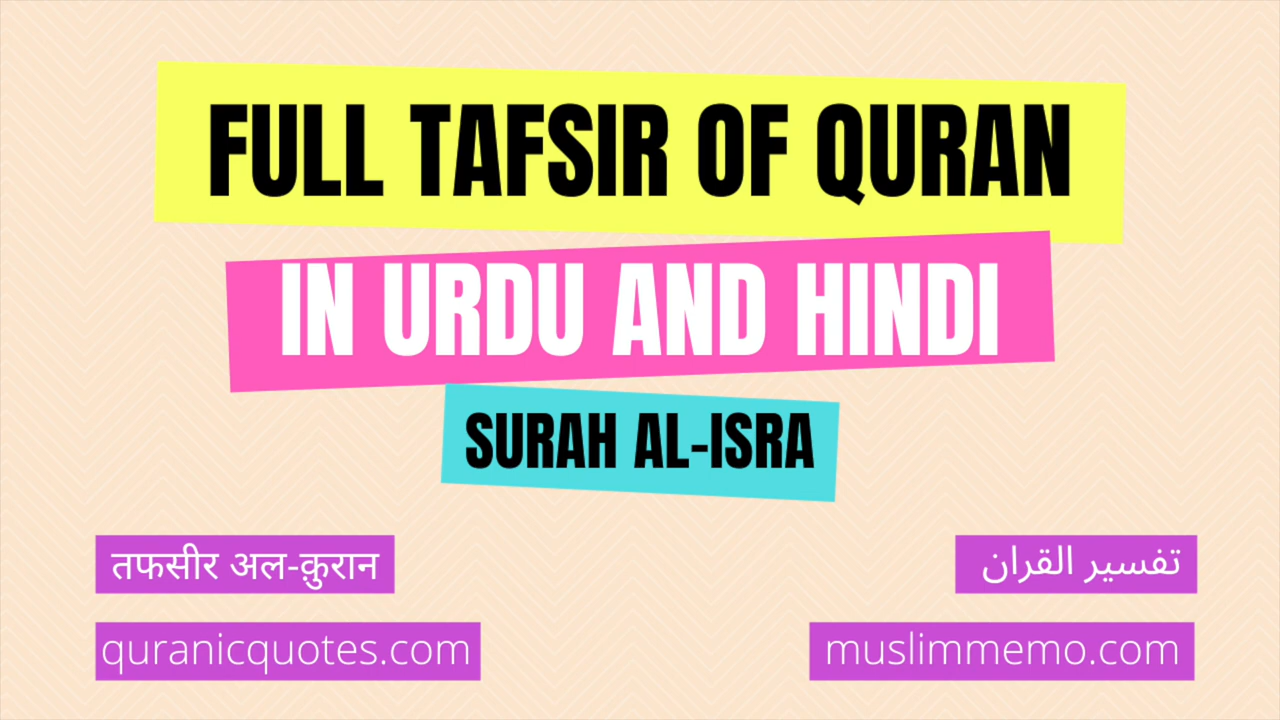 FULL TAFSIR OF QURAN
IN URDU AND HINDI
SURAH AL-ISRA
तफसीर अल-क़ुरान
تفسير القران
quranicquotes.com
muslimmemo.com